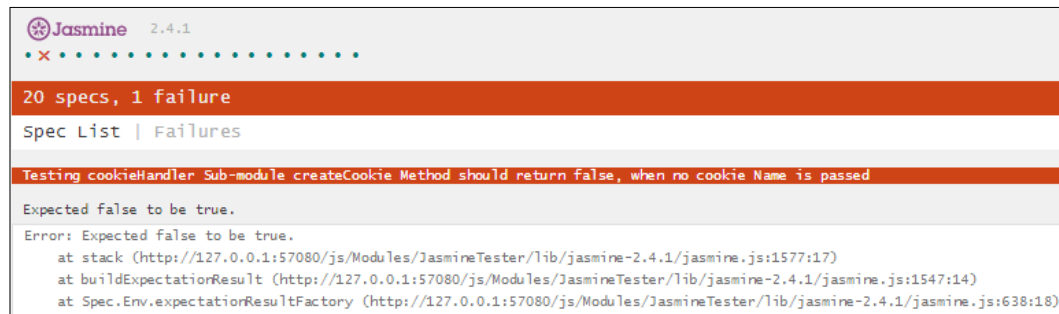 Jasmine 2.4.1
20 specs, 1 failure
Spec List | Failures
Testing cookieHandler Sub-module createCookie Method should return false, when no cookie Name is passed
Expected false to be true.
Error: Expected false to be true.
at stack (http://127.0.0.1:57080/js/Modules/JasmineTester/lib/jasmine-2.4.1/jasmine.js:1577:17)
at buildExpectationResult (http://127.0.0.1:57080/js/Modules/JasmineTester/lib/jasmine-2.4.1/jasmine.js:1547:14)
at Spec.Env.expectationResultFactory (http://127.0.0.1:57080/js/Modules/JasmineTester/lib/jasmine-2.4.1/jasmine.js:638:18)